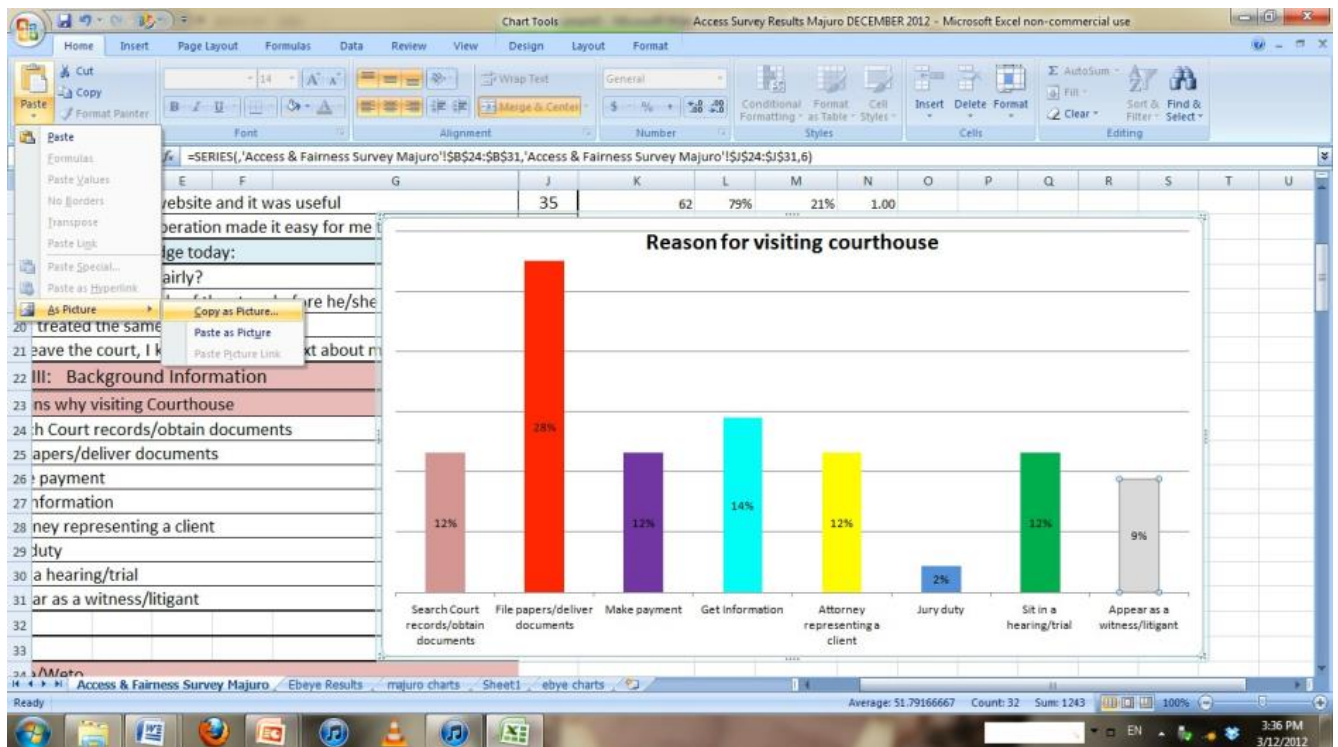 Chart Tools
Access Survey Results Majuro DECEMBER 2012 - Microsoft Excel non-commercial use
Home Insert Page Layout Formulas Data Review View Design Layout Format
Cut
Copy
Format Painter
Paste
14
Wrap Text
Merge & Center
General
Conditional Formatting
Format as Table
Cell Styles
Insert Delete Format
AutoSum
Fill
Clear
Sort & Filter
Find & Select
Font Alignment Number Styles Cells Editing
Paste
Formulas
Paste Values
No Borders
Transpose
Paste Link
Paste Special...
Paste as Hyperlink
As Picture
Copy as Picture...
Paste as Picture
Paste Picture Link
=SERIES(,'Access & Fairness Survey Majuro'!$B$24:$B$31,'Access & Fairness Survey Majuro'!$J$24:$J$31,6)
E F G J K L M N O P Q R S T U
ebsite and it was useful 35 62 79% 21% 1.00
peration made it easy for me t
dge today:
airly?
re he/she
20 treated the same
21 eave the court, I k xt about m
22 III: Background Information
23 ns why visiting Courthouse
24 h Court records/obtain documents
25 apers/deliver documents
26 payment
27 nformation
28 ney representing a client
29 duty
30 a hearing/trial
31 ar as a witness/litigant
32
33
Reason for visiting courthouse
12% 28% 12% 14% 12% 2% 12% 9%
Search Court records/obtain documents
File papers/deliver documents
Make payment
Get Information
Attorney representing a client
Jury duty
Sit in a hearing/trial
Appear as a witness/litigant
Access & Fairness Survey Majuro Ebeye Results majuro charts Sheet1 ebye charts
Ready
Average: 51.79166667 Count: 32 Sum: 1243 100%
EN
3:36 PM
3/12/2012